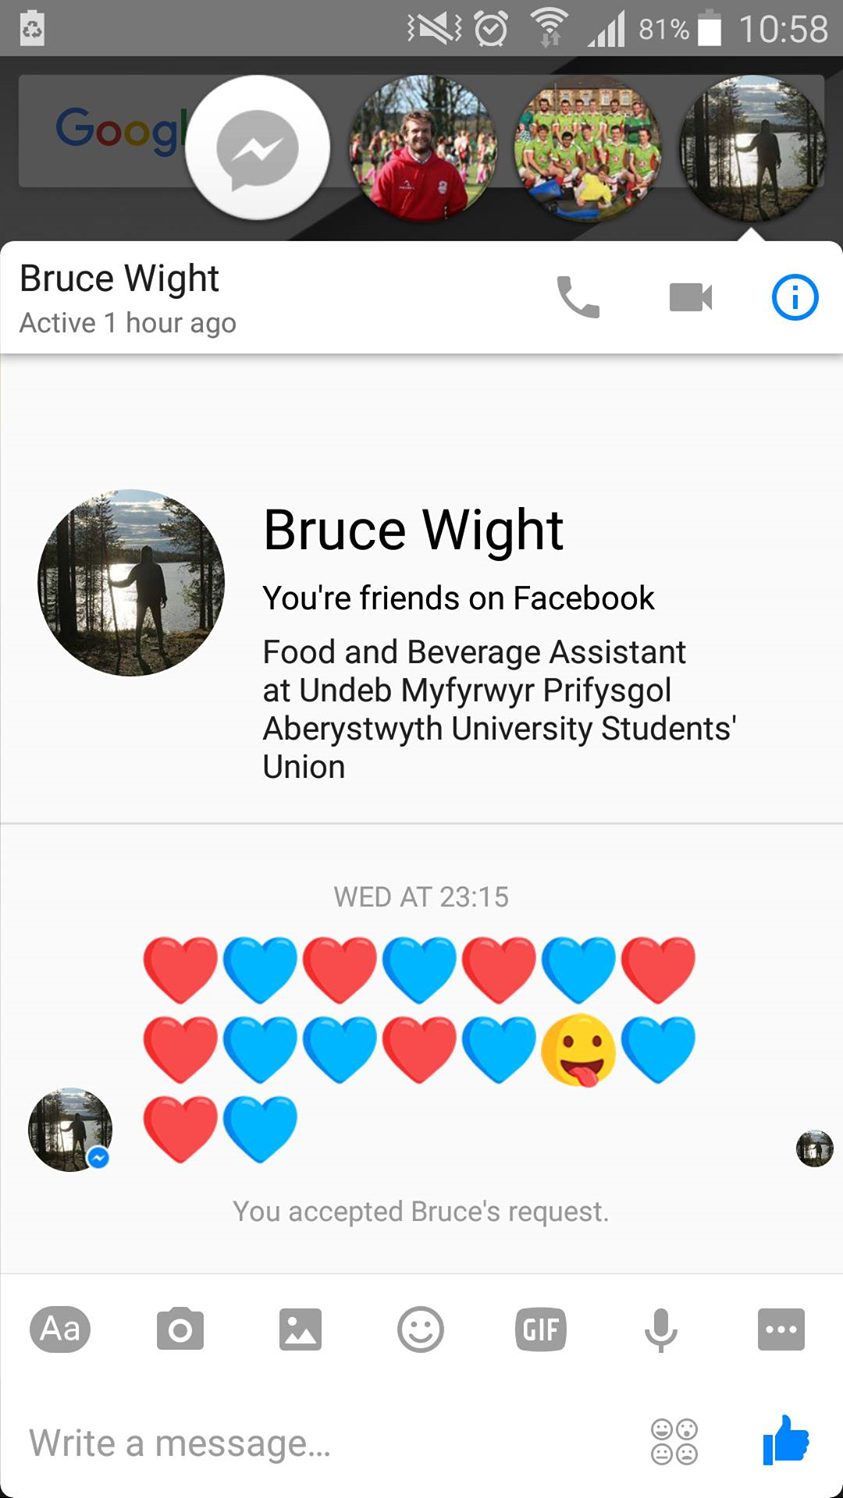 81% 10:58
Googl
Bruce Wight
Active 1 hour ago
Bruce Wight
You're friends on Facebook
Food and Beverage Assistant
at Undeb Myfyrwyr Prifysgol
Aberystwyth University Students'
Union
WED AT 23:15
You accepted Bruce's request.
Aa
GIF
Write a message...